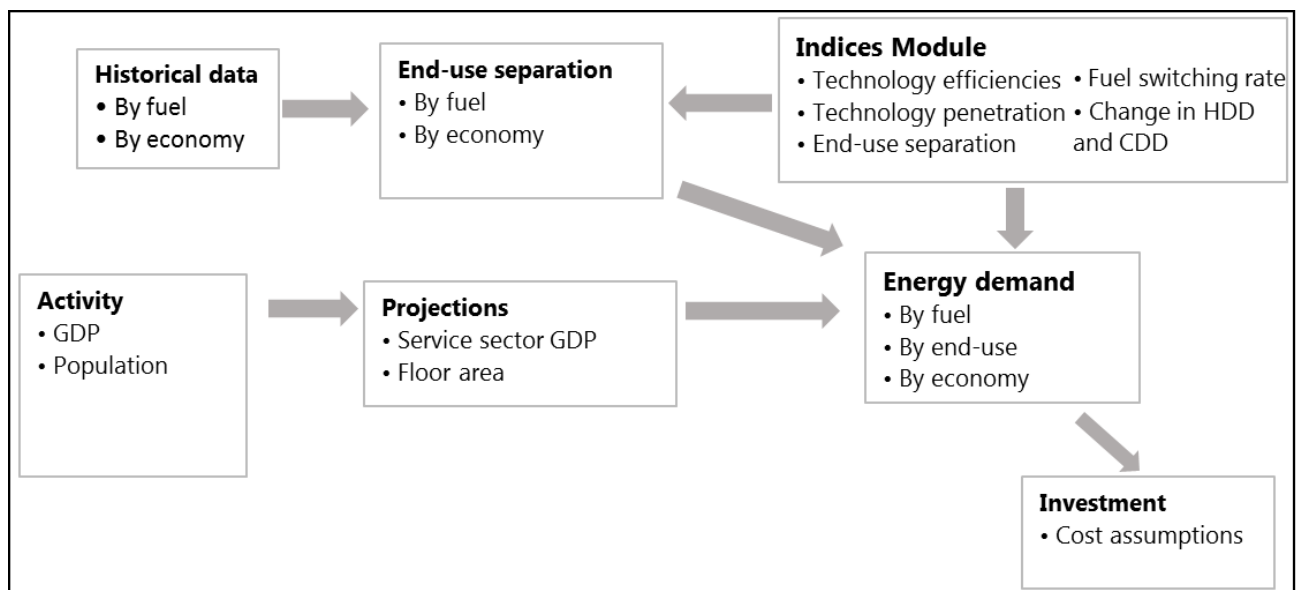 Historical data
• By fuel
• By economy
End-use separation
• By fuel
• By economy
Indices Module
• Technology efficiencies
• Technology penetration
• End-use separation
• Fuel switching rate
• Change in HDD
and CDD
Activity
• GDP
• Population
Projections
• Service sector GDP
• Floor area
Energy demand
• By fuel
• By end-use
• By economy
Investment
• Cost assumptions